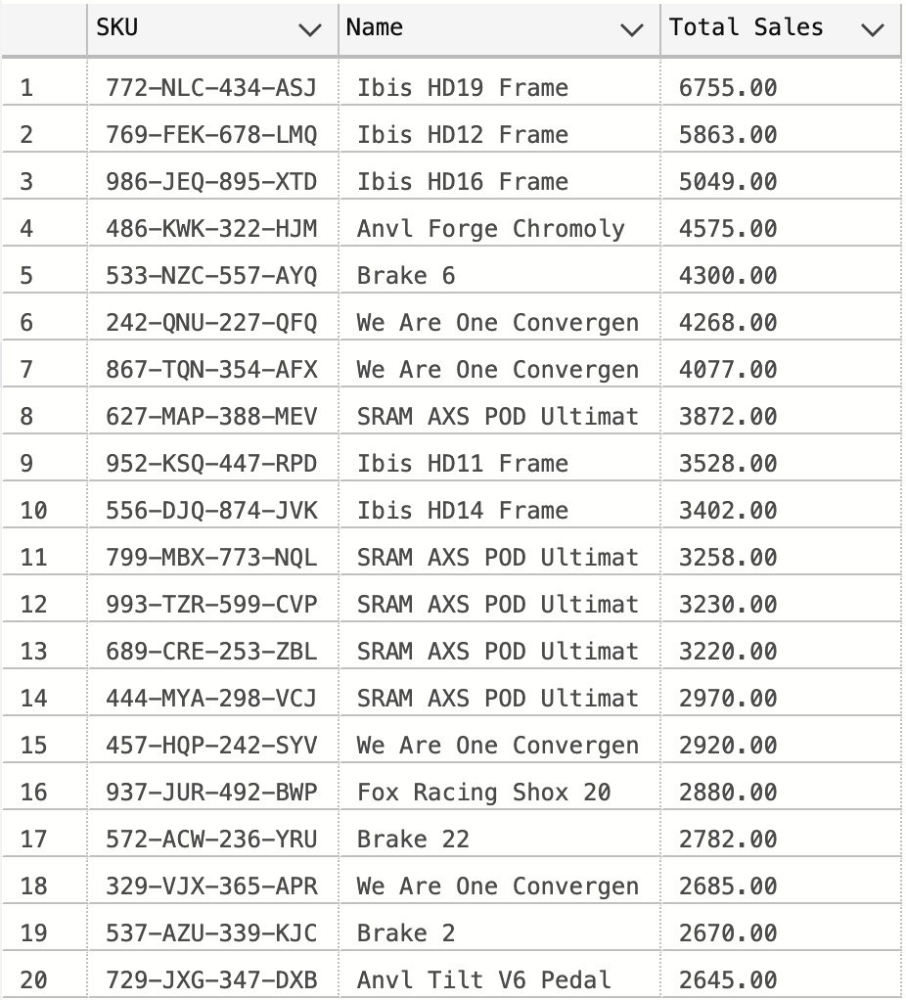 SKU Name Total Sales
1 772-NLC-434-ASJ Ibis HD19 Frame 6755.00
2 769-FEK-678-LMQ Ibis HD12 Frame 5863.00
3 986-JEQ-895-XTD Ibis HD16 Frame 5049.00
4 486-KWK-322-HJM Anvl Forge Chromoly 4575.00
5 533-NZC-557-AYQ Brake 6 4300.00
6 242-QNU-227-QFQ We Are One Convergen 4268.00
7 867-TQN-354-AFX We Are One Convergen 4077.00
8 627-MAP-388-MEV SRAM AXS POD Ultimat 3872.00
9 952-KSQ-447-RPD Ibis HD11 Frame 3528.00
10 556-DJQ-874-JVK Ibis HD14 Frame 3402.00
11 799-MBX-773-NQL SRAM AXS POD Ultimat 3258.00
12 993-TZR-599-CVP SRAM AXS POD Ultimat 3230.00
13 689-CRE-253-ZBL SRAM AXS POD Ultimat 3220.00
14 444-MYA-298-VCJ SRAM AXS POD Ultimat 2970.00
15 457-HQP-242-SYV We Are One Convergen 2920.00
16 937-JUR-492-BWP Fox Racing Shox 20 2880.00
17 572-ACW-236-YRU Brake 22 2782.00
18 329-VJX-365-APR We Are One Convergen 2685.00
19 537-AZU-339-KJC Brake 2 2670.00
20 729-JXG-347-DXB Anvl Tilt V6 Pedal 2645.00